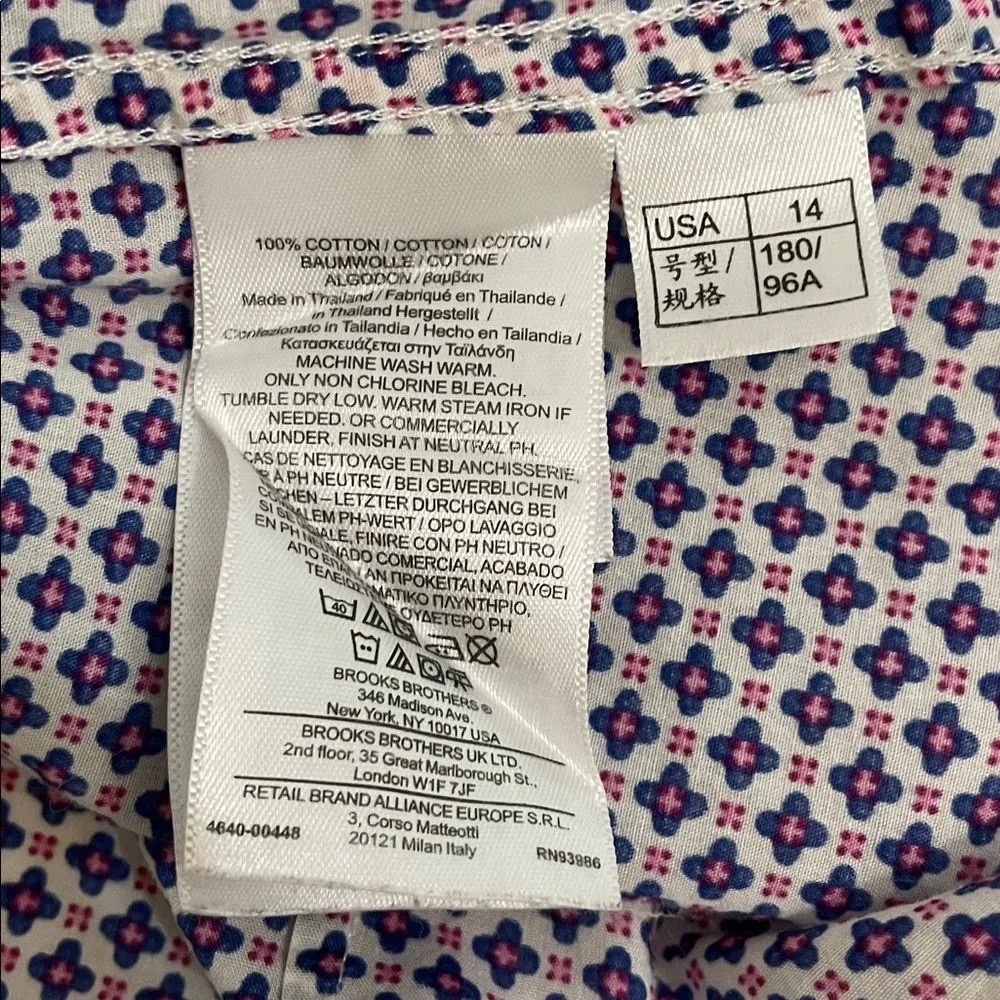 100% COTTON / COTTON / COTON /
BAUMWOLLE / COTONE /
ALGODON / βαμβάκι
Made in Thailand / Fabriqué en Thailande /
in Thailand Hergestellt /
Confezionato in Tailandia / Hecho en Tailandia /
Κατασκευάζεται στην Ταϊλάνδη
MACHINE WASH WARM.
ONLY NON CHLORINE BLEACH.
TUMBLE DRY LOW. WARM STEAM IRON IF
NEEDED. OR COMMERCIALLY
LAUNDER, FINISH AT NEUTRAL PH.
CAS DE NETTOYAGE EN BLANCHISSERIE,
A PH NEUTRE / BEI GEWERBLICHEM
– LETZTER DURCHGANG BEI
PH-WERT / OPO LAVAGGIO
FINIRE CON PH NEUTRO /
EN COMERCIAL, ACABADO
ΑΠΟ ΠΡΟΚΕΙΤΑΙ ΝΑ ΠΛΥΘΕΙ
ΠΛΥΝΤΗΡΙΟ,
PH
40
BROOKS BROTHERS®
346 Madison Ave.
New York, NY 10017 USA
BROOKS BROTHERS UK LTD.
2nd floor, 35 Great Marlborough St.,
London W1F 7JF
RETAIL BRAND ALLIANCE EUROPE S.R.L.
3, Corso Matteotti
20121 Milan Italy
4640-00448
RN93986
USA 14
号型/ 180/
规格 96A